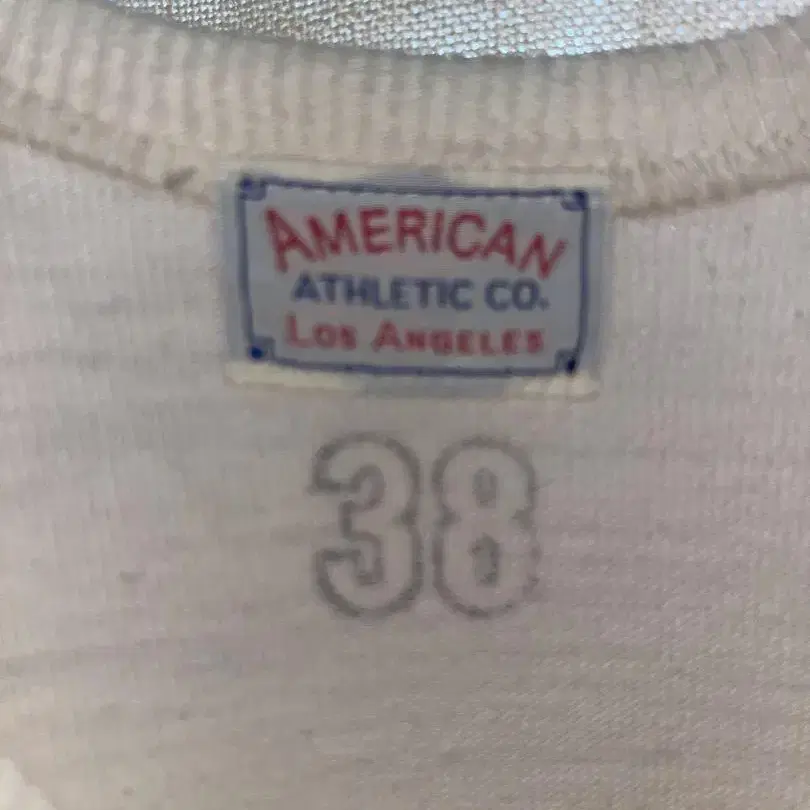 AMERICAN
ATHLETIC CO.
LOS ANGELES
38